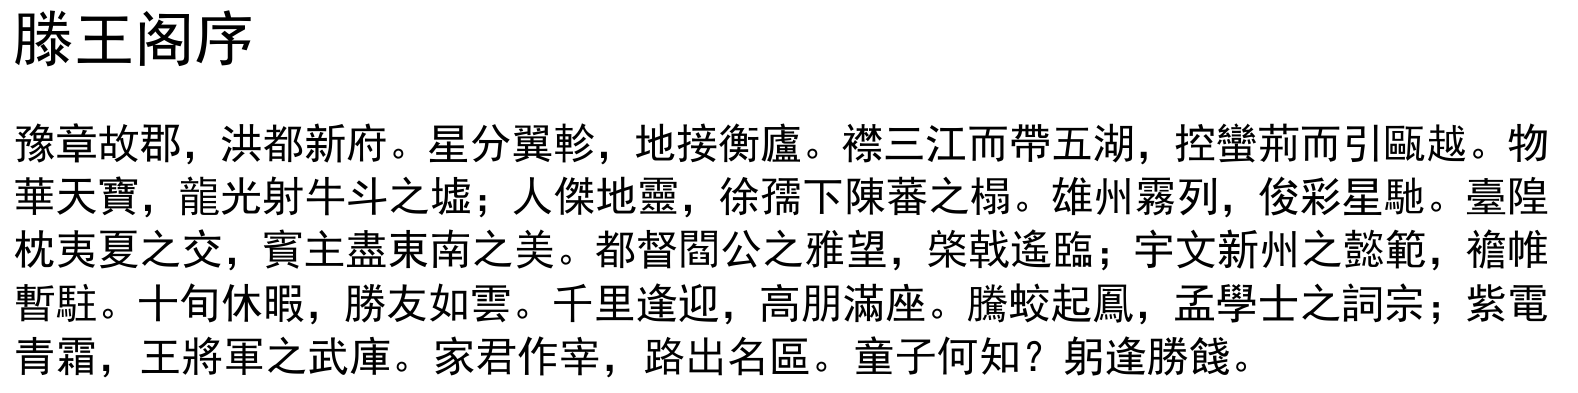 滕王阁序
豫章故郡，洪都新府。星分翼軫，地接衡廬。襟三江而帶五湖，控蠻荊而引甌越。物
華天寶，龍光射牛斗之墟；人傑地靈，徐孺下陳蕃之榻。雄州霧列，俊彩星馳。臺隍
枕夷夏之交，賓主盡東南之美。都督閻公之雅望，棨戟遙臨；宇文新州之懿範，襜帷
暫駐。十旬休暇，勝友如雲。千里逢迎，高朋滿座。騰蛟起鳳，孟學士之詞宗；紫電
青霜，王將軍之武庫。家君作宰，路出名區。童子何知？躬逢勝餞。